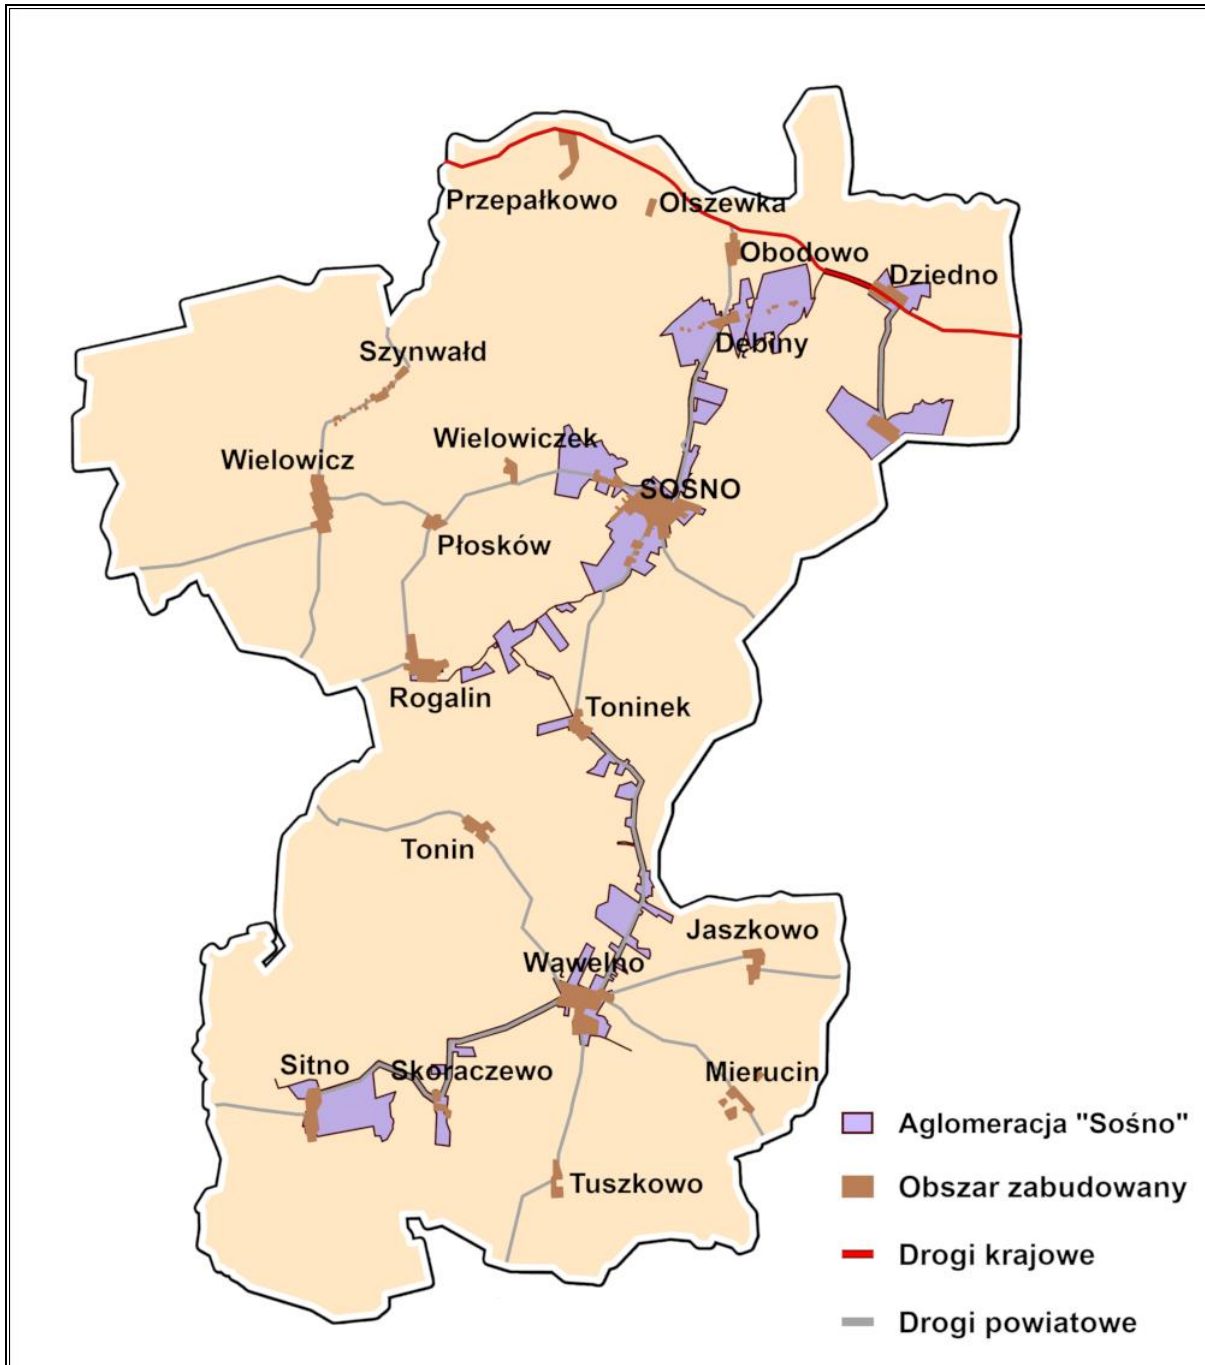 Przepałkowo
Olszewka
Obodowo
Dziedno
Dębiny
Szynwałd
Wielowiczek
Wielowicz
SOŚNO
Płosków
Rogalin
Toninek
Tonin
Jaszkowo
Wąwelno
Sitno
Skoraczewo
Mierucin
Tuszkowo
Aglomeracja "Sośno"
Obszar zabudowany
Drogi krajowe
Drogi powiatowe